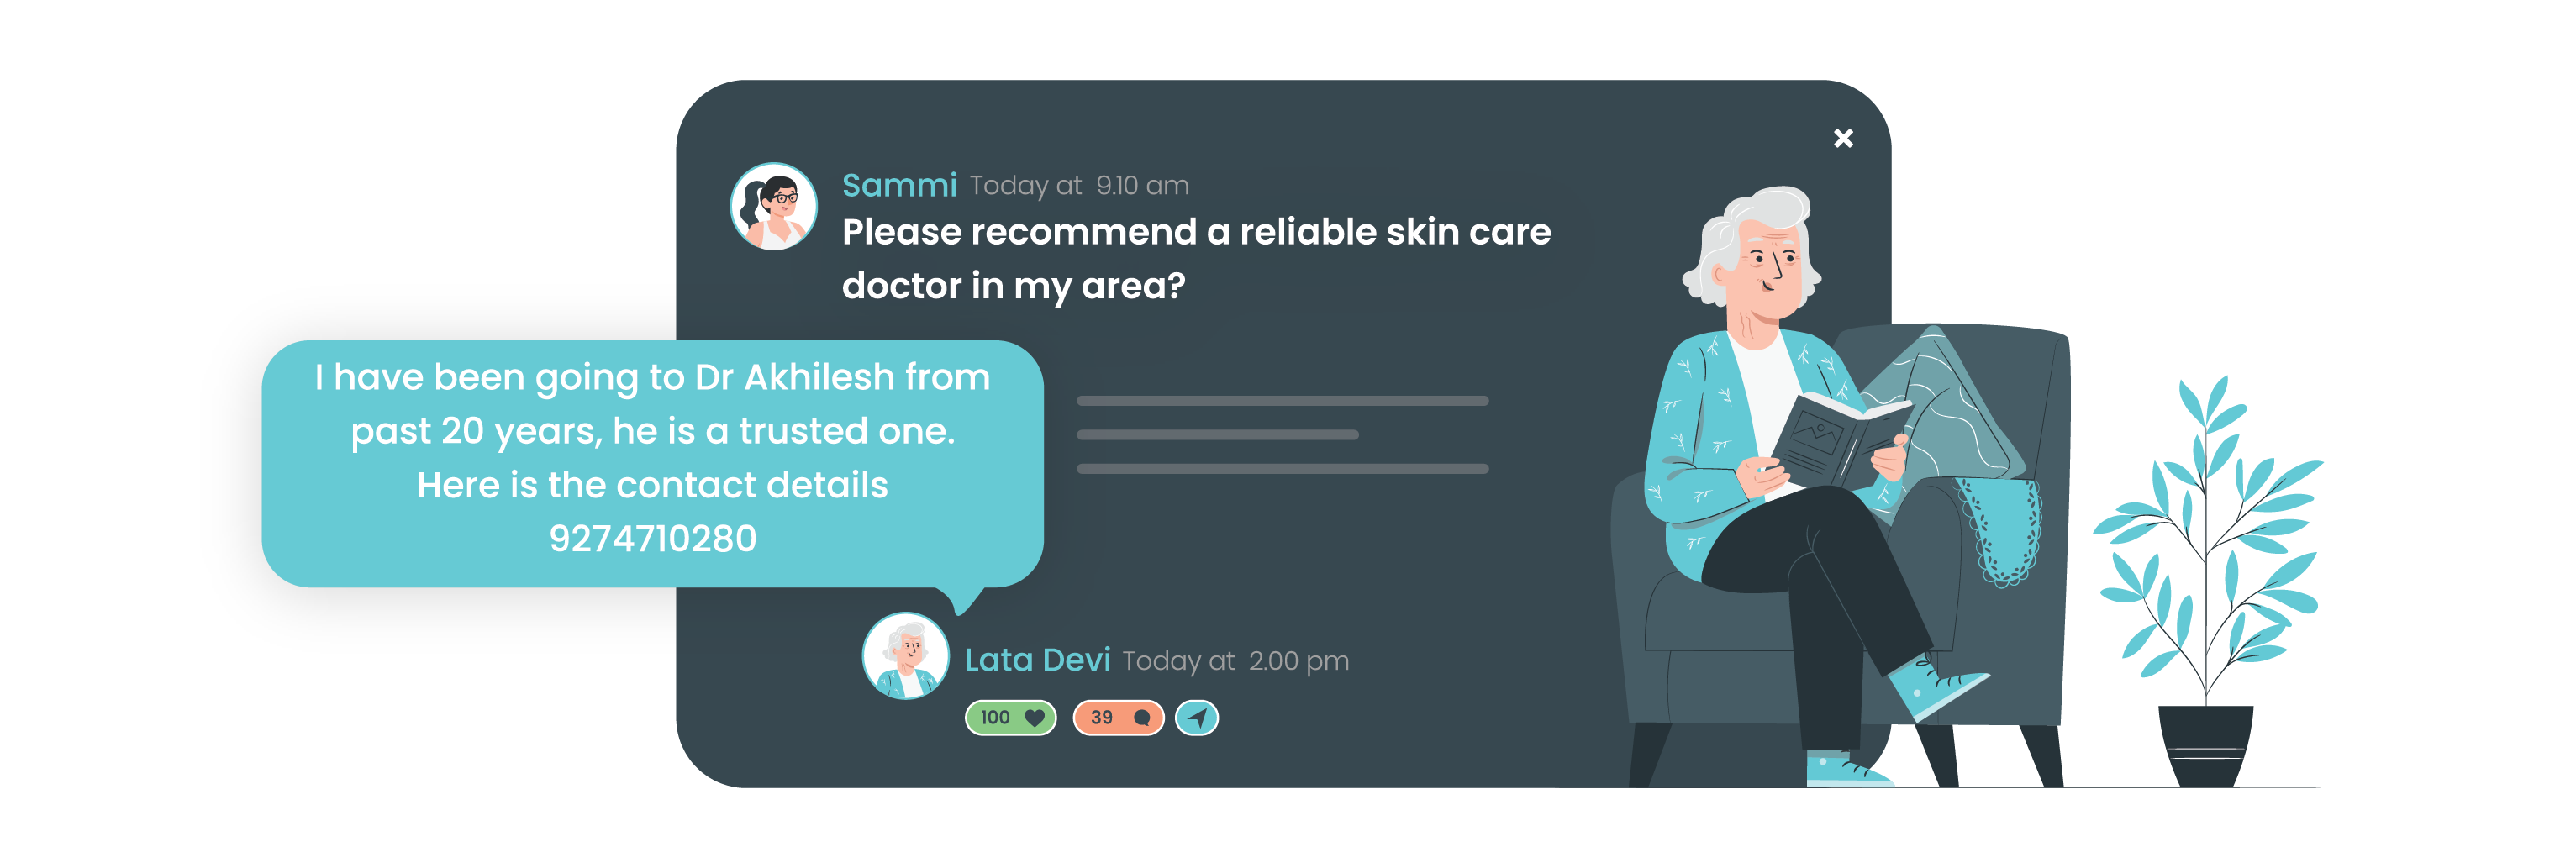 Sammi Today at 9.10 am
Please recommend a reliable skin care
doctor in my area?
I have been going to Dr Akhilesh from
past 20 years, he is a trusted one.
Here is the contact details
9274710280
Lata Devi Today at 2.00 pm
100 39